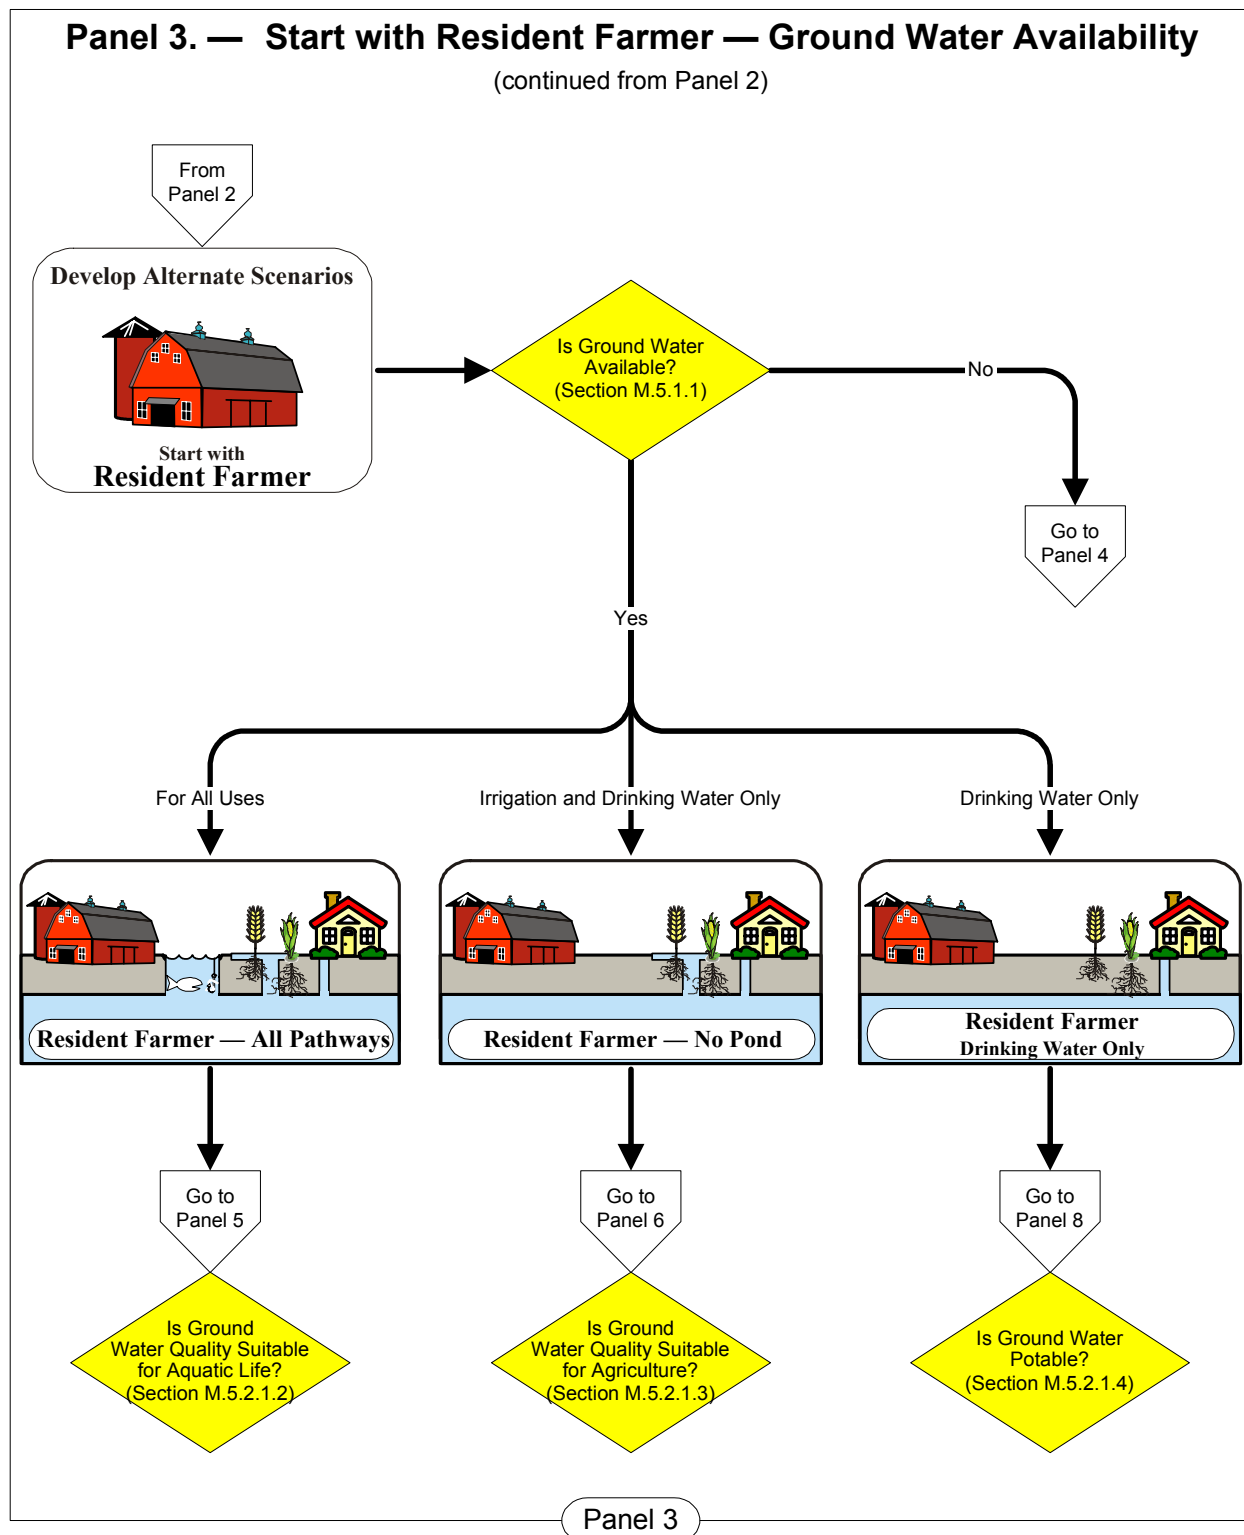 Panel 3. — Start with Resident Farmer — Ground Water Availability
(continued from Panel 2)
From
Panel 2
Develop Alternate Scenarios
Start with
Resident Farmer
Is Ground Water
Available?
(Section M.5.1.1)
No
Go to
Panel 4
Yes
For All Uses
Irrigation and Drinking Water Only
Drinking Water Only
Resident Farmer — All Pathways
Resident Farmer — No Pond
Resident Farmer
Drinking Water Only
Go to
Panel 5
Go to
Panel 6
Go to
Panel 8
Is Ground
Water Quality Suitable
for Aquatic Life?
(Section M.5.2.1.2)
Is Ground
Water Quality Suitable
for Agriculture?
(Section M.5.2.1.3)
Is Ground Water
Potable?
(Section M.5.2.1.4)
Panel 3